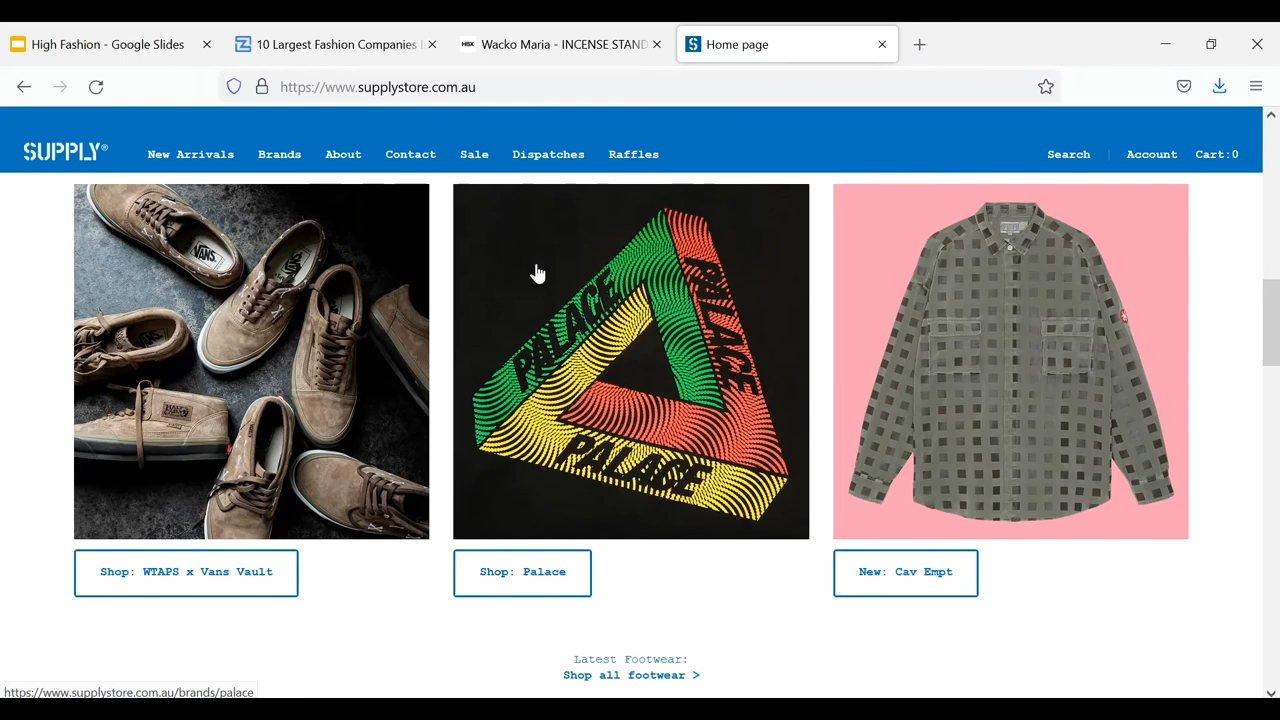 High Fashion - Google Slides
10 Largest Fashion Companies
HBX
Wacko Maria - INCENSE STAND
Home page
https://www.supplystore.com.au
SUPPLY®
New Arrivals
Brands
About
Contact
Sale
Dispatches
Raffles
Search
Account
Cart:0
VANS
PALACE
PALACE
PALACE
Shop: WTAPS x Vans Vault
Shop: Palace
New: Cav Empt
Latest Footwear:
Shop all footwear >
https://www.supplystore.com.au/brands/palace